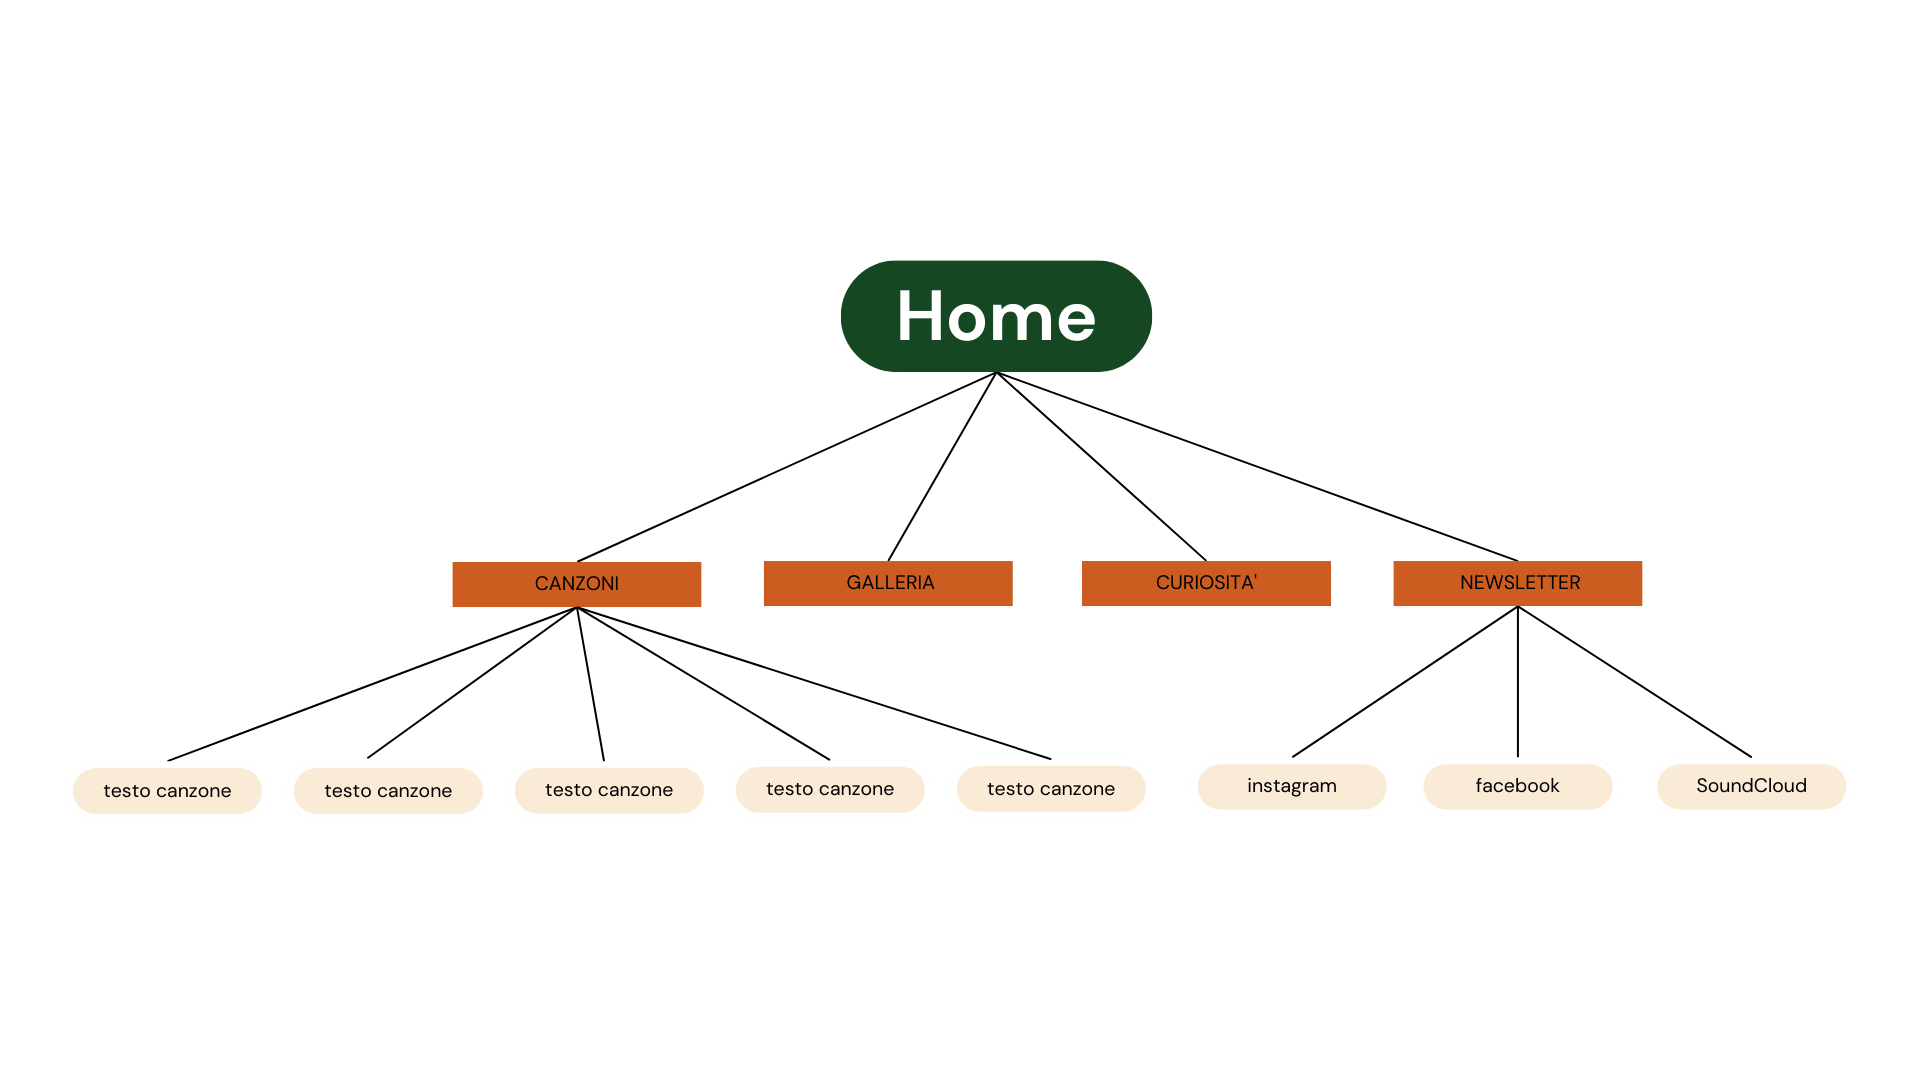 Home
CANZONI
GALLERIA
CURIOSITA'
NEWSLETTER
testo canzone
testo canzone
testo canzone
testo canzone
testo canzone
instagram
facebook
SoundCloud